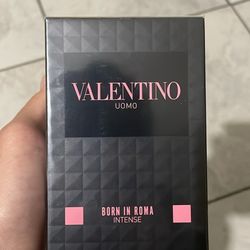 VALENTINO
UOMO
BORN IN ROMA
INTENSE